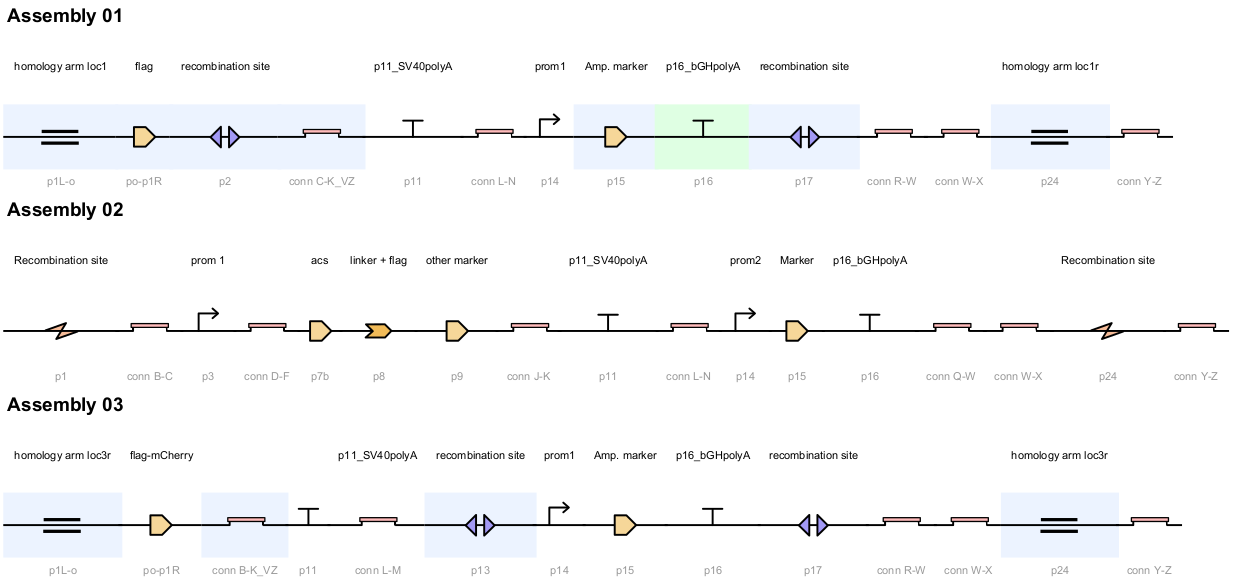 Assembly 01
homology arm loc1 flag recombination site p11_SV40polyA prom1 Amp. marker p16_bGHpolyA recombination site homology arm loc1r
p1L-o po-p1R p2 conn C-K_VZ p11 conn L-N p14 p15 p16 p17 conn R-W conn W-X p24 conn Y-Z
Assembly 02
Recombination site prom 1 acs linker + flag other marker p11_SV40polyA prom2 Marker p16_bGHpolyA Recombination site
p1 conn B-C p3 conn D-F p7b p8 p9 conn J-K p11 conn L-N p14 p15 p16 conn Q-W conn W-X p24 conn Y-Z
Assembly 03
homology arm loc3r flag-mCherry p11_SV40polyA recombination site prom1 Amp. marker p16_bGHpolyA recombination site homology arm loc3r
p1L-o po-p1R conn B-K_VZ p11 conn L-M p13 p14 p15 p16 p17 conn R-W conn W-X p24 conn Y-Z